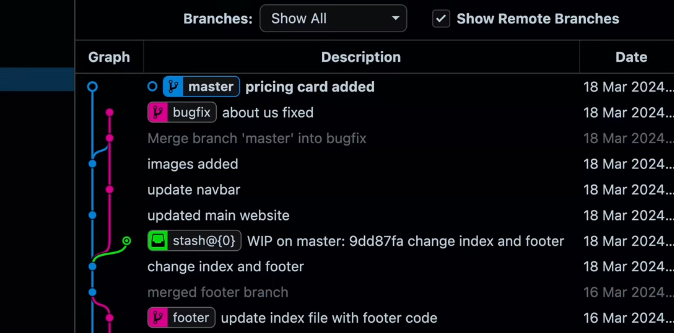 Branches: Show All Show Remote Branches
Graph Description Date
master pricing card added 18 Mar 2024...
bugfix about us fixed 18 Mar 2024...
Merge branch 'master' into bugfix 18 Mar 2024...
images added 18 Mar 2024...
update navbar 18 Mar 2024...
updated main website 18 Mar 2024...
stash@{0} WIP on master: 9dd87fa change index and footer 18 Mar 2024...
change index and footer 18 Mar 2024...
merged footer branch 16 Mar 2024...
footer update index file with footer code 16 Mar 2024...